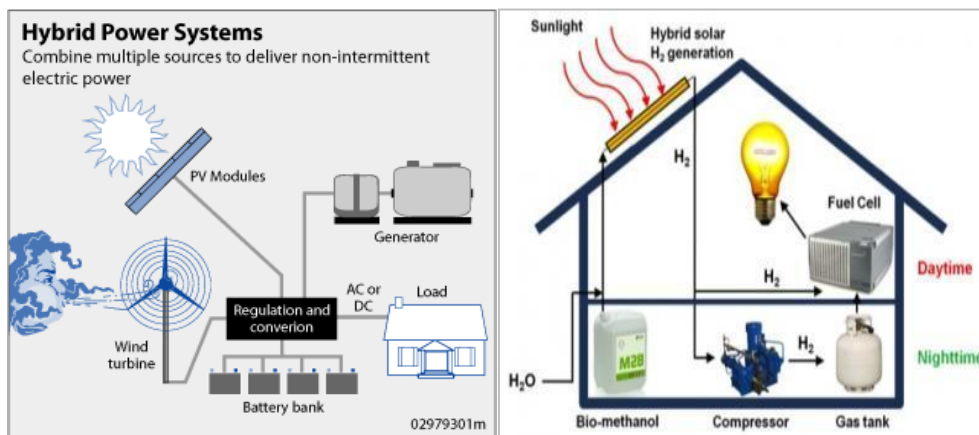 Hybrid Power Systems
Combine multiple sources to deliver non-intermittent
electric power
PV Modules
Generator
AC or
DC
Load
Regulation and
converion
Wind
turbine
Battery bank
02979301m
Sunlight
Hybrid solar
H₂ generation
H₂
Fuel Cell
Daytime
H₂
H₂
Nighttime
H₂O
M2B
Bio-methanol
Compressor
Gas tank